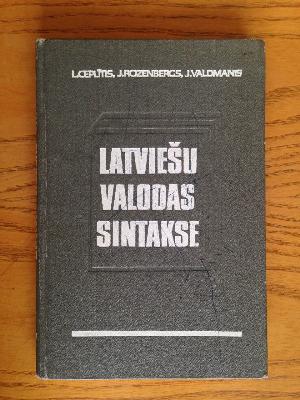 L.CEPLĪTIS, J.ROZENBERGS, J.VALDMANIS
LATVIEŠU
VALODAS
SINTAKSE